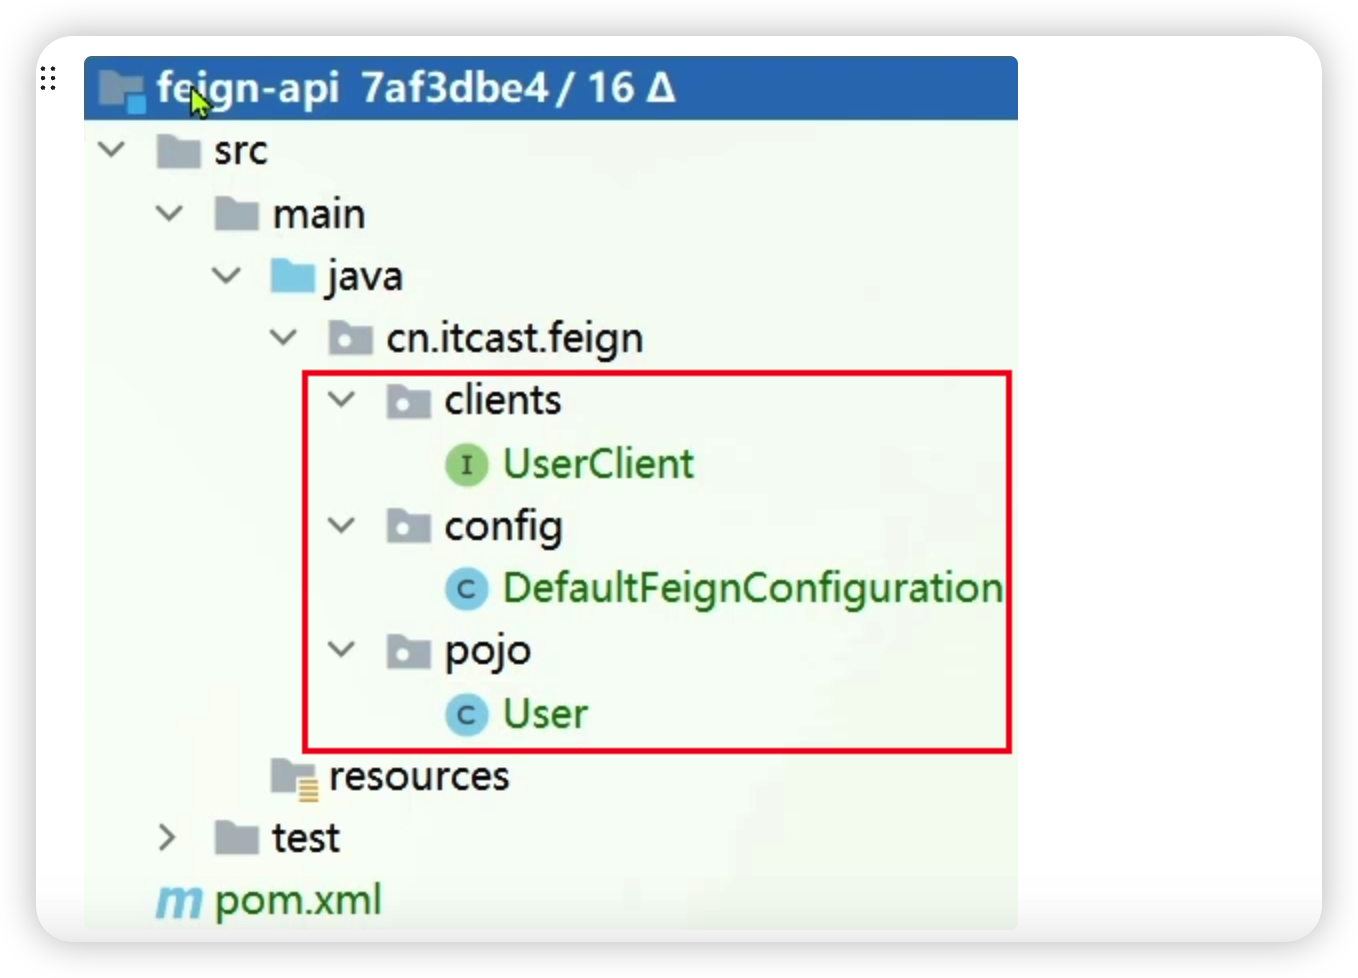 feign-api 7af3dbe4 / 16 Δ
src
main
java
cn.itcast.feign
clients
I UserClient
config
C DefaultFeignConfiguration
pojo
C User
resources
test
m pom.xml